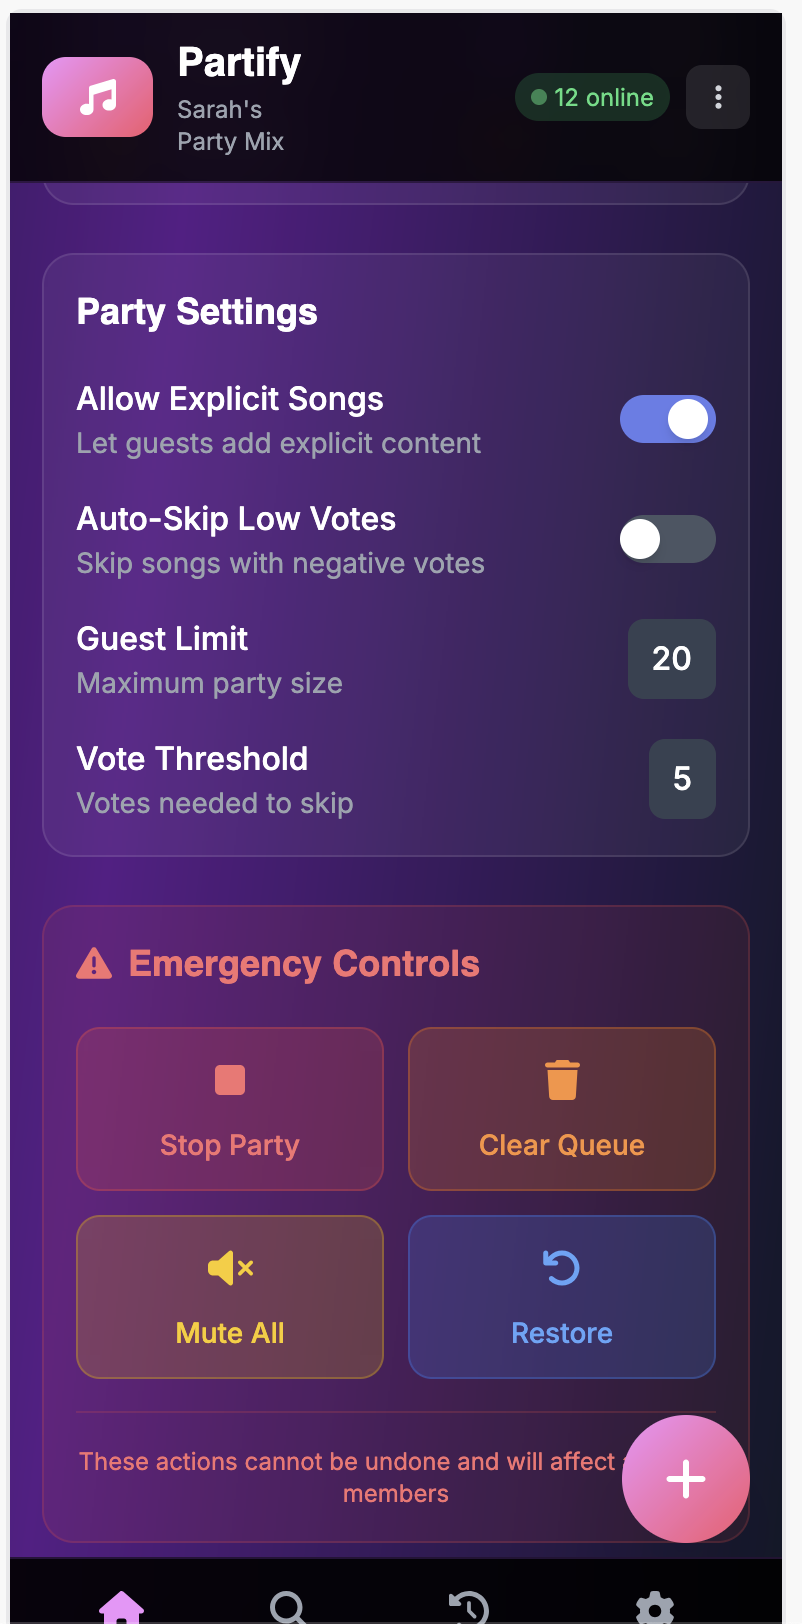 Partify
Sarah's
Party Mix
12 online
Party Settings
Allow Explicit Songs
Let guests add explicit content
Auto-Skip Low Votes
Skip songs with negative votes
Guest Limit
Maximum party size
20
Vote Threshold
Votes needed to skip
5
Emergency Controls
Stop Party
Clear Queue
Mute All
Restore
These actions cannot be undone and will affect
members